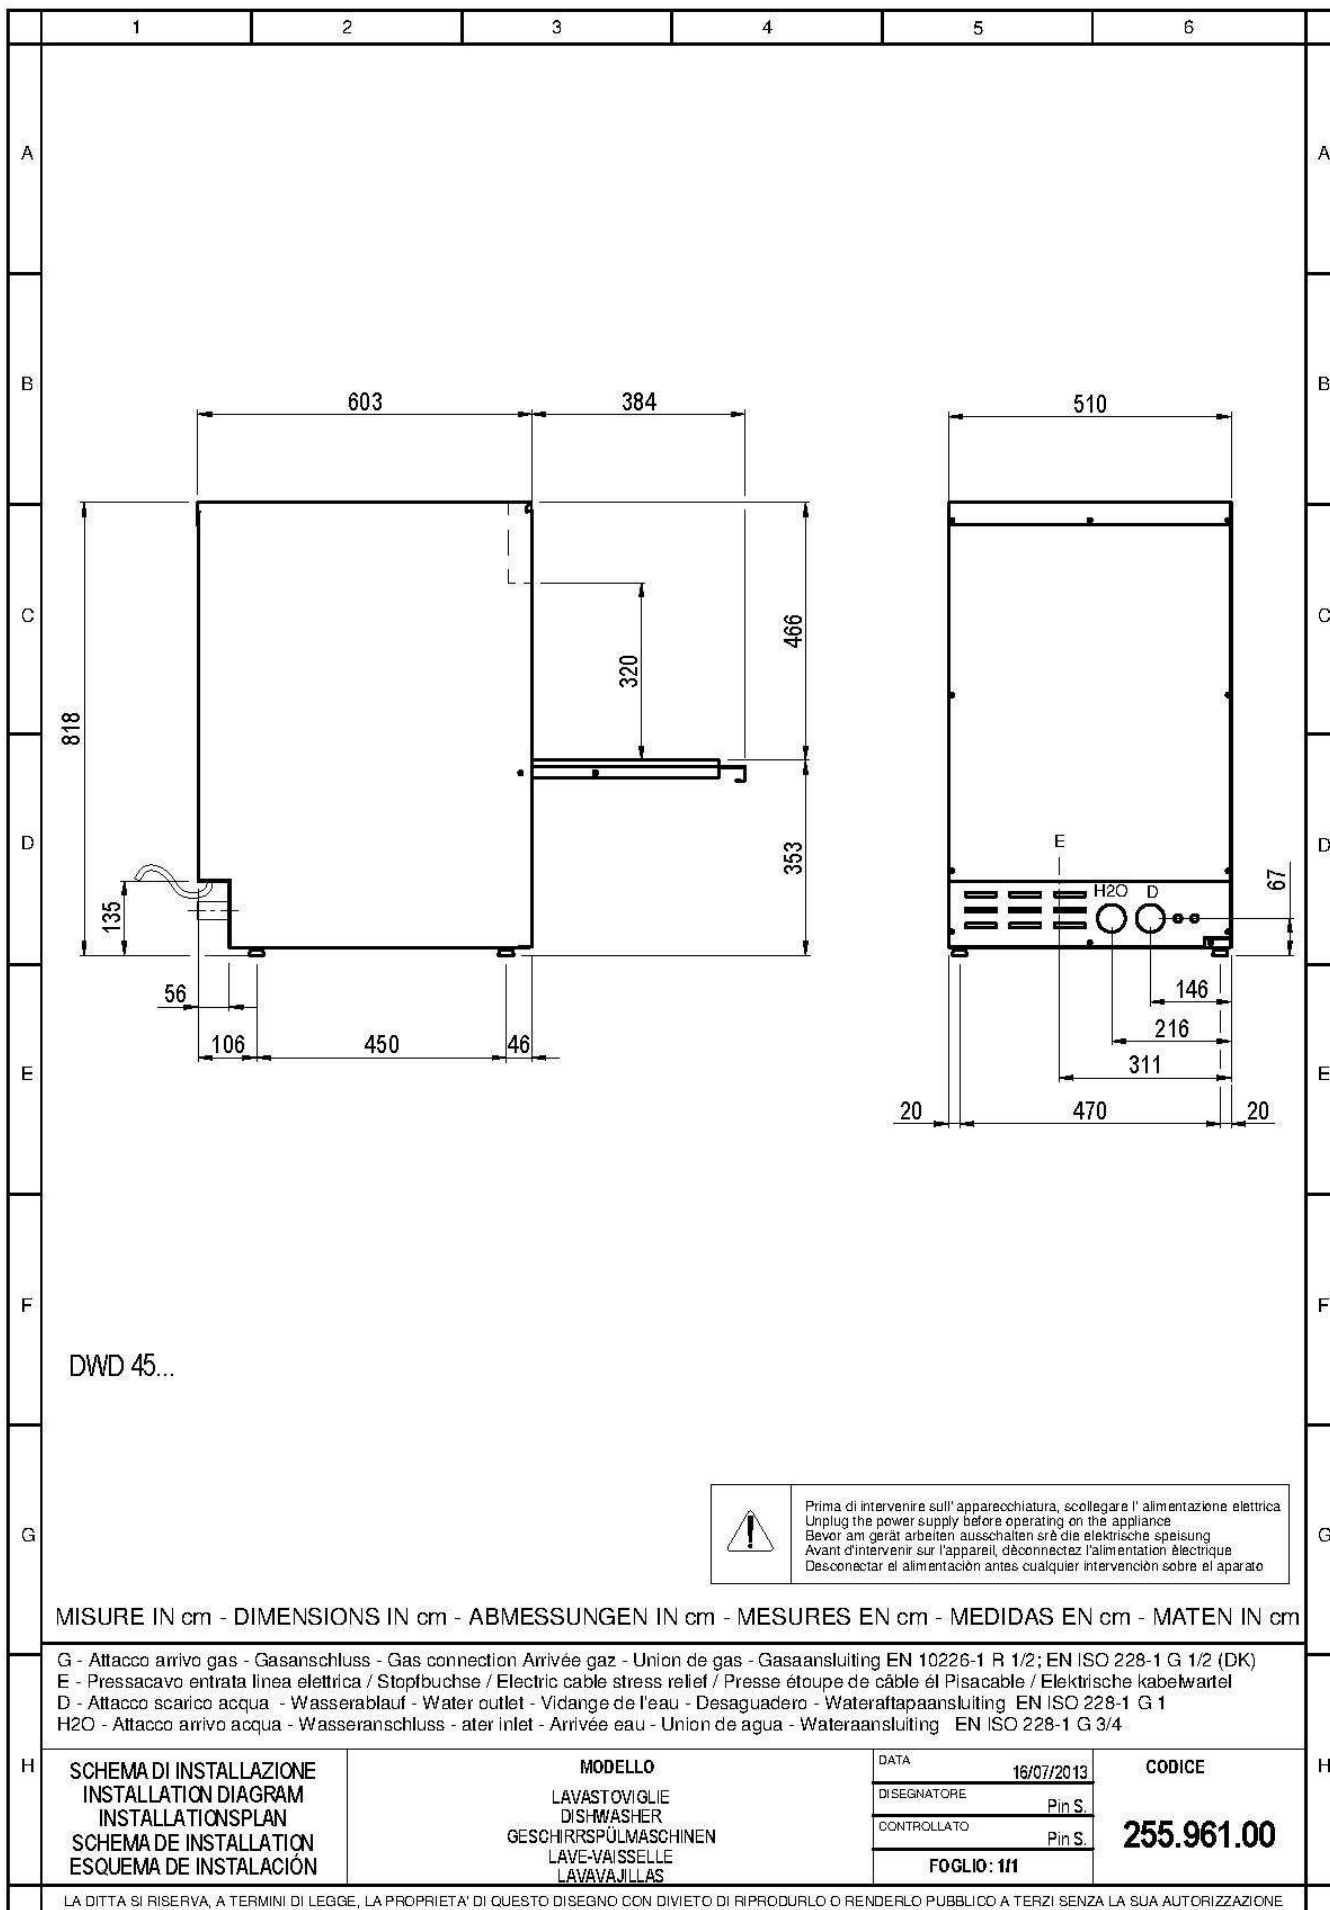 1 2 3 4 5 6
A A
B B
603 384 510
C C
466
320
818
D D
E
353
H2O D
67
135
56
146
106 450 46
216
E E
311
20 470 20
F F
DWD 45...
G G
Prima di intervenire sull' apparecchiatura, scollegare l' alimentazione elettrica
Unplug the power supply before operating on the appliance
Bevor am gerät arbeiten ausschalten srè die elektrische speisung
Avant d'intervenir sur l'appareil, dèconnectez l'alimentation èlectrique
Desconectar el alimentaciòn antes cualquier intervenciòn sobre el aparato
MISURE IN cm - DIMENSIONS IN cm - ABMESSUNGEN IN cm - MESURES EN cm - MEDIDAS EN cm - MATEN IN cm
G - Attacco arrivo gas - Gasanschluss - Gas connection Arrivée gaz - Union de gas - Gasaansluiting EN 10226-1 R 1/2; EN ISO 228-1 G 1/2 (DK)
E - Pressacavo entrata linea elettrica / Stopfbuchse / Electric cable stress relief / Presse étoupe de câble él Pisacable / Elektrische kabelwartel
D - Attacco scarico acqua - Wasserablauf - Water outlet - Vidange de l'eau - Desaguadero - Wateraftapaansluiting EN ISO 228-1 G 1
H2O - Attacco arrivo acqua - Wasseranschluss - ater inlet - Arrivée eau - Union de agua - Wateraansluiting EN ISO 228-1 G 3/4
H H
SCHEMA DI INSTALLAZIONE
INSTALLATION DIAGRAM
INSTALLATIONSPLAN
SCHEMA DE INSTALLATION
ESQUEMA DE INSTALACIÓN
MODELLO
LAVASTOVIGLIE
DISHWASHER
GESCHIRRSPÜLMASCHINEN
LAVE-VAISSELLE
LAVAVAJILLAS
DATA 16/07/2013
DISEGNATORE Pin S.
CONTROLLATO Pin S.
FOGLIO: 1/1
CODICE
255.961.00
LA DITTA SI RISERVA, A TERMINI DI LEGGE, LA PROPRIETA' DI QUESTO DISEGNO CON DIVIETO DI RIPRODURLO O RENDERLO PUBBLICO A TERZI SENZA LA SUA AUTORIZZAZIONE